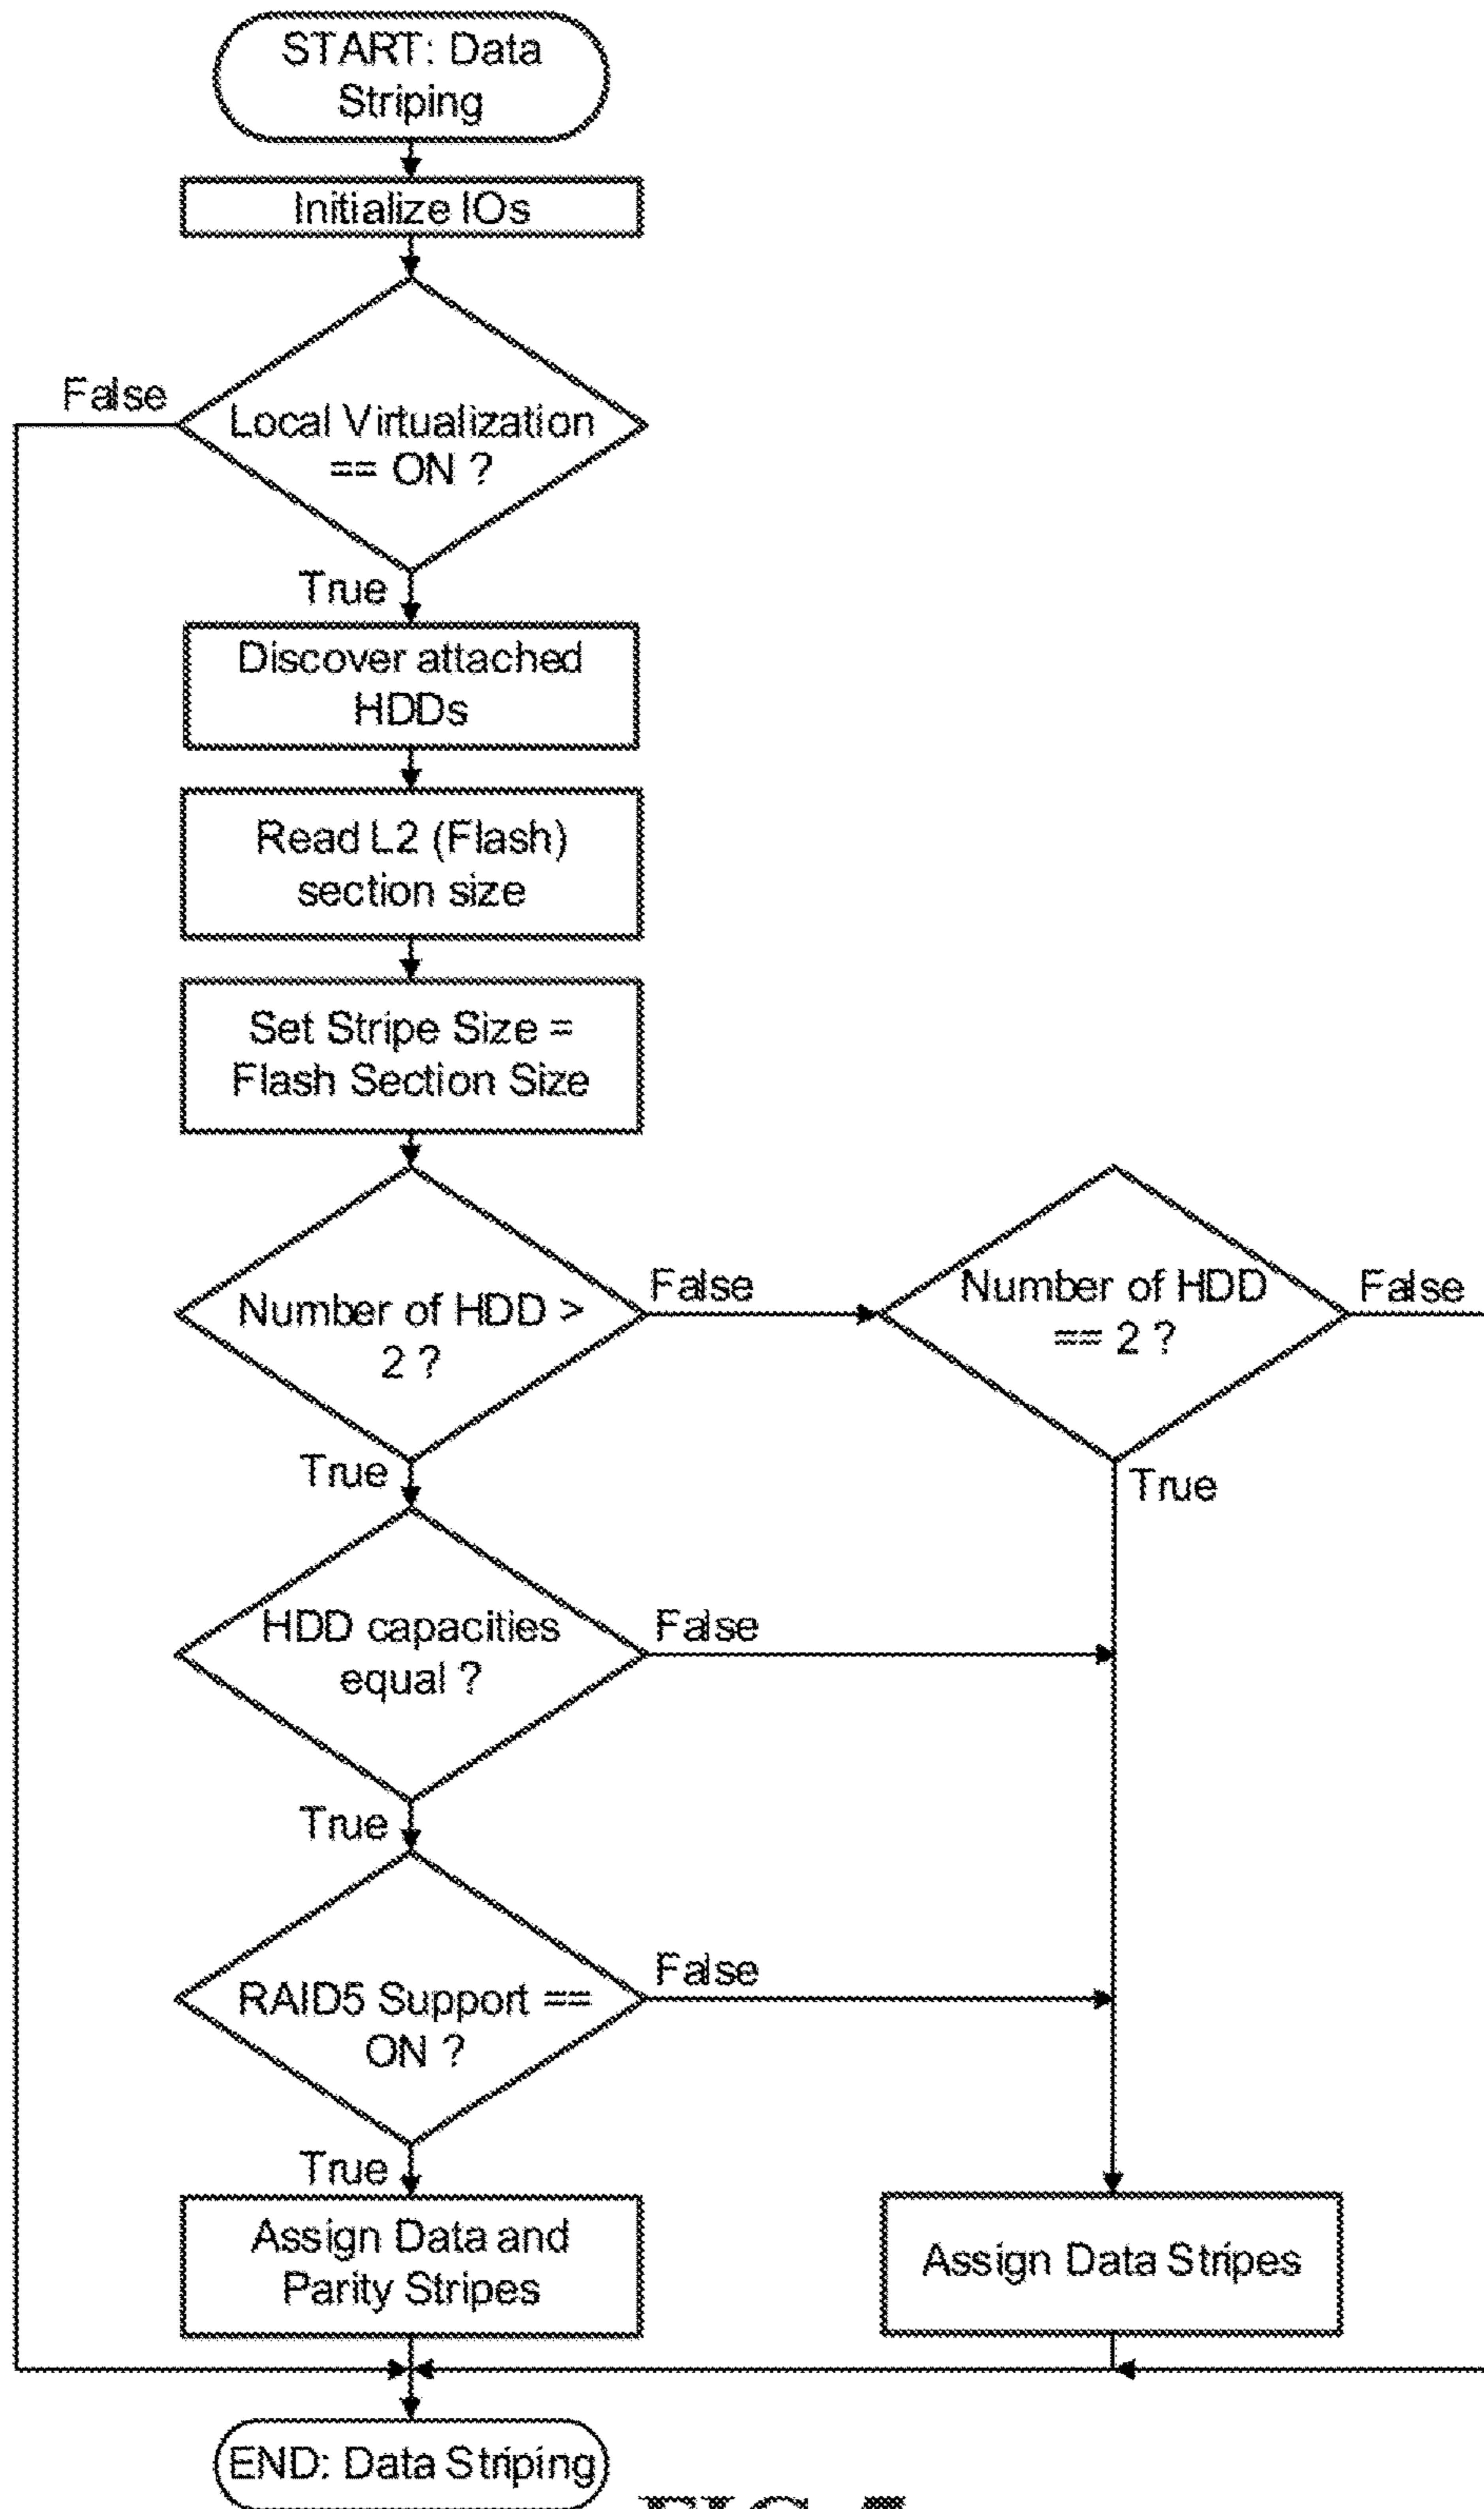 START: Data
Striping
Initialize IOs
False
Local Virtualization
== ON ?
True
Discover attached
HDDs
Read L2 (Flash)
section size
Set Stripe Size =
Flash Section Size
Number of HDD >
2 ?
False
Number of HDD
== 2 ?
False
True
True
HDD capacities
equal ?
False
True
RAID5 Support ==
ON ?
False
True
Assign Data and
Parity Stripes
Assign Data Stripes
END: Data Striping